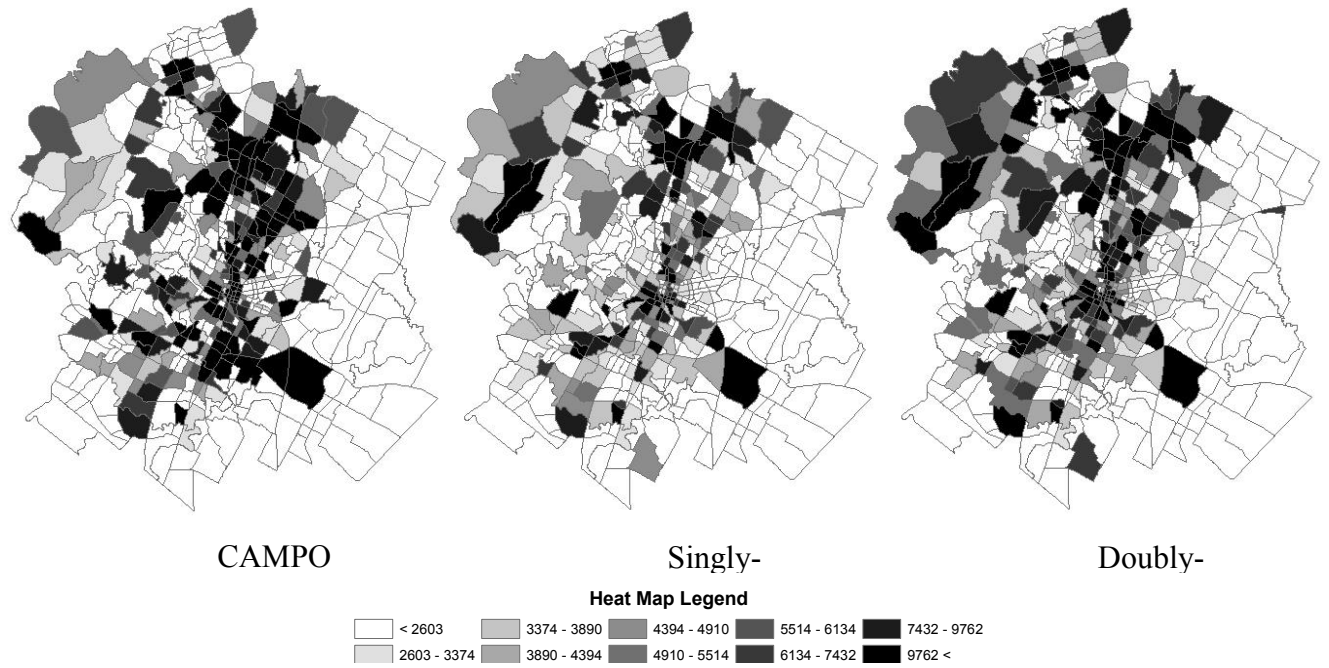 CAMPO Singly- Doubly-
Heat Map Legend
< 2603 3374 - 3890 4394 - 4910 5514 - 6134 7432 - 9762
2603 - 3374 3890 - 4394 4910 - 5514 6134 - 7432 9762 <